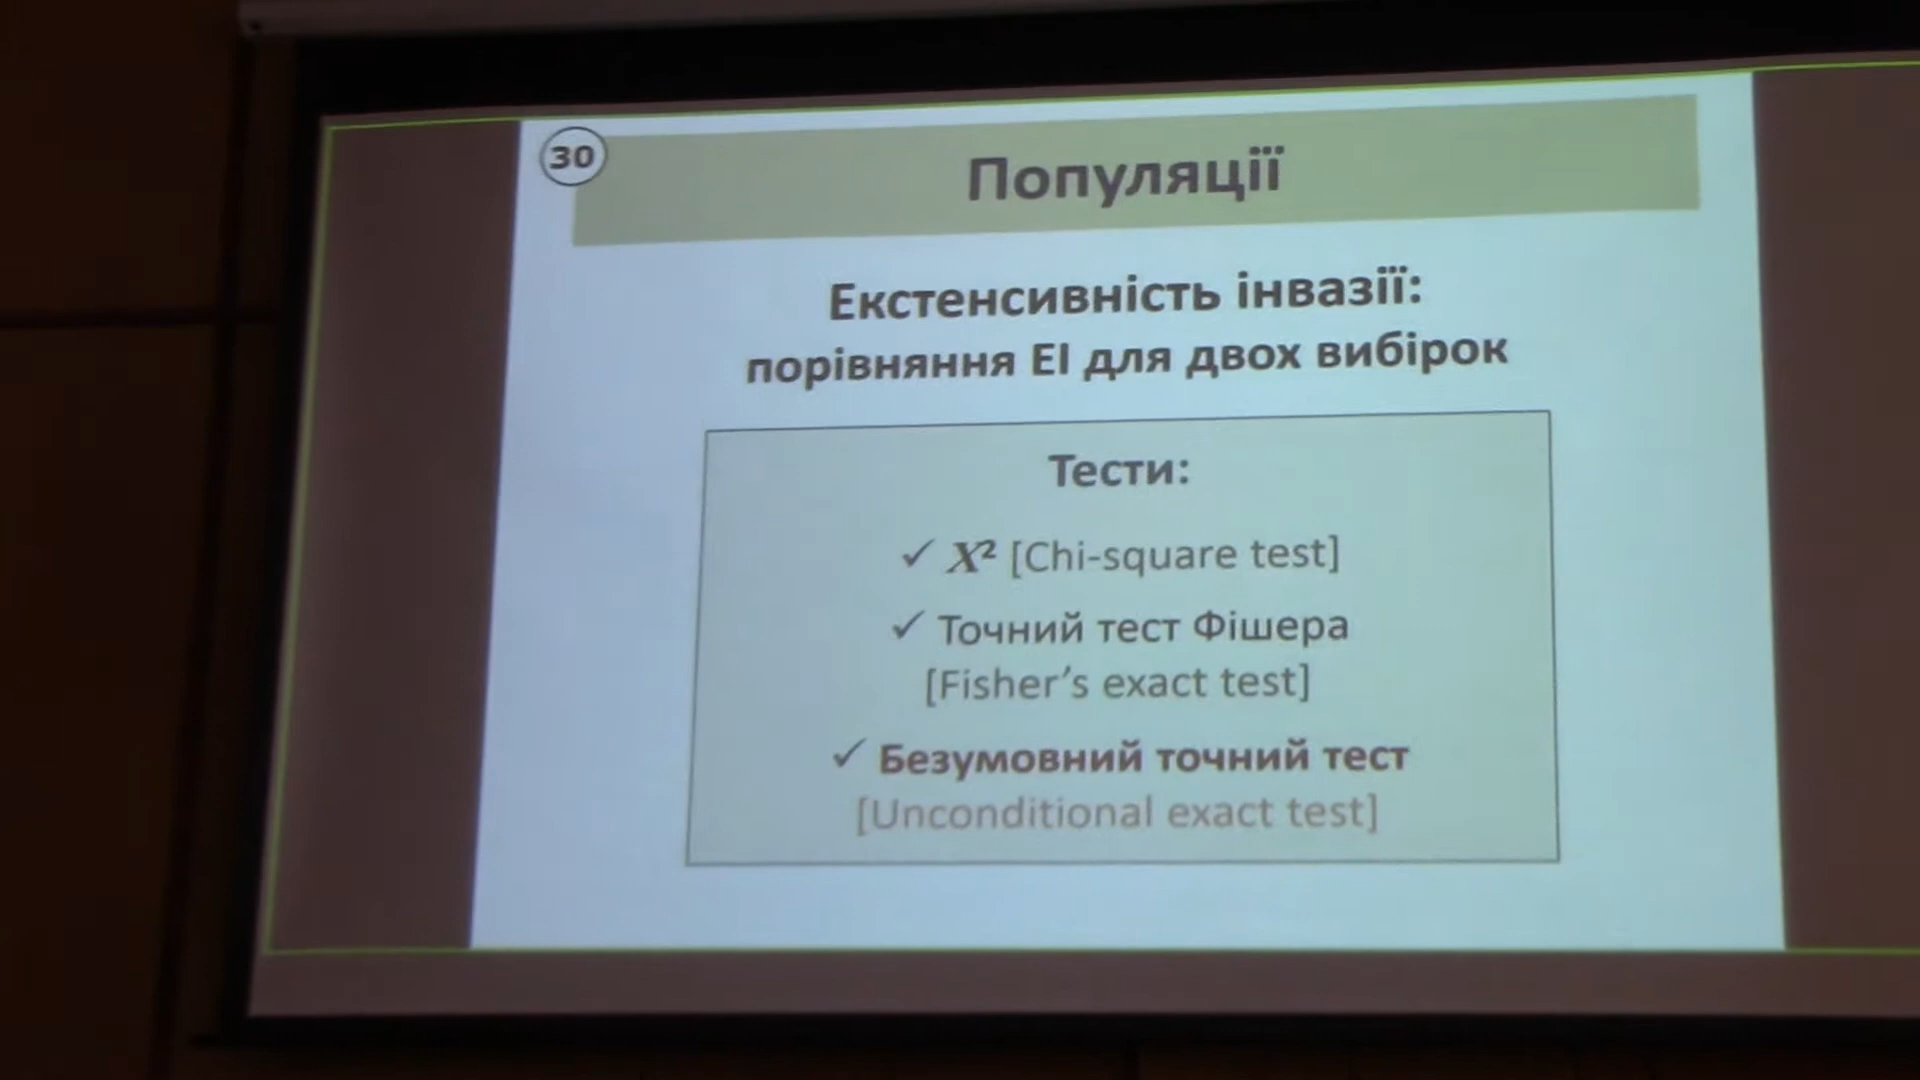 30
Популяції
Екстенсивність інвазії:
порівняння ЕІ для двох вибірок
Тести:
✓ X² [Chi-square test]
✓ Точний тест Фішера
[Fisher’s exact test]
✓ Безумовний точний тест
[Unconditional exact test]